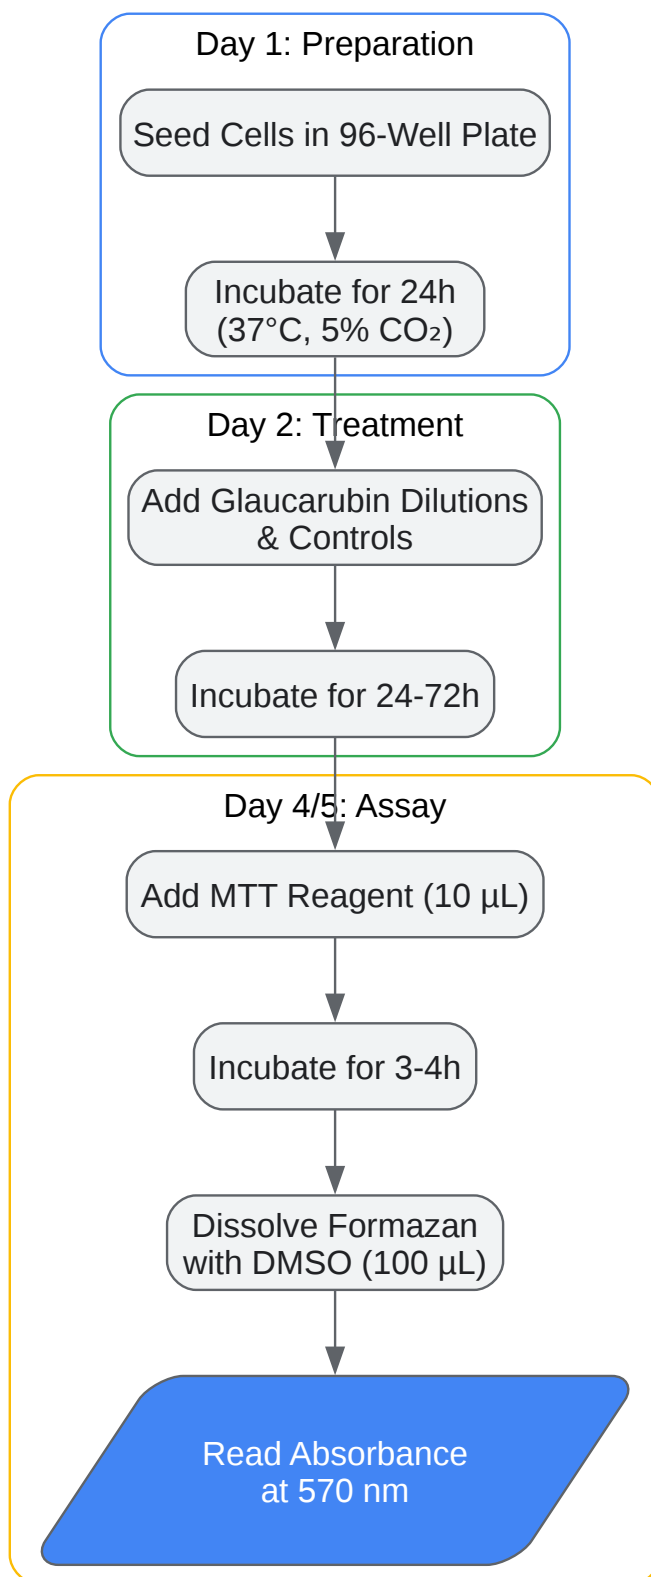 Day 1: Preparation
Seed Cells in 96-Well Plate
Incubate for 24h
(37°C, 5% CO₂)
Day 2: Treatment
Add Glaucarubin Dilutions
& Controls
Incubate for 24-72h
Day 4/5: Assay
Add MTT Reagent (10 µL)
Incubate for 3-4h
Dissolve Formazan
with DMSO (100 µL)
Read Absorbance
at 570 nm